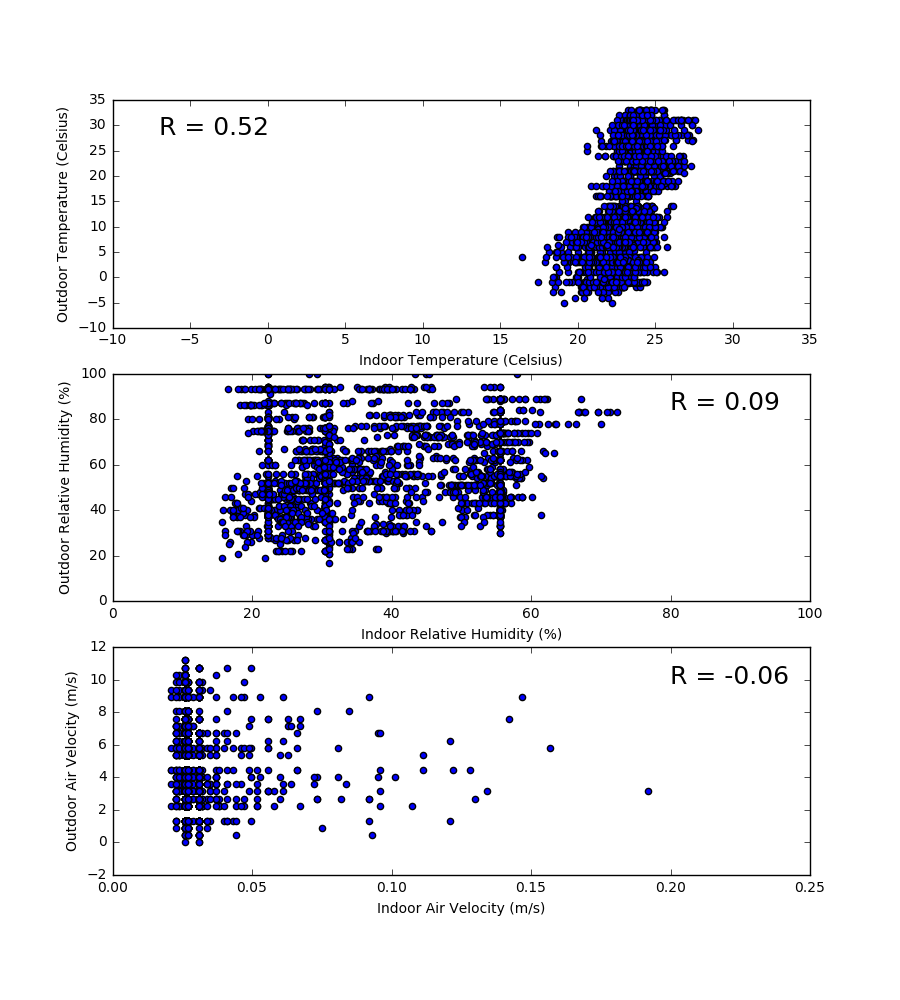 35
30
25
20
15
10
5
0
−5
−10
Outdoor Temperature (Celsius)
R = 0.52
−10 −5 0 5 10 15 20 25 30 35
Indoor Temperature (Celsius)
100
80
60
40
20
0
Outdoor Relative Humidity (%)
R = 0.09
0 20 40 60 80 100
Indoor Relative Humidity (%)
12
10
8
6
4
2
0
−2
Outdoor Air Velocity (m/s)
R = -0.06
0.00 0.05 0.10 0.15 0.20 0.25
Indoor Air Velocity (m/s)